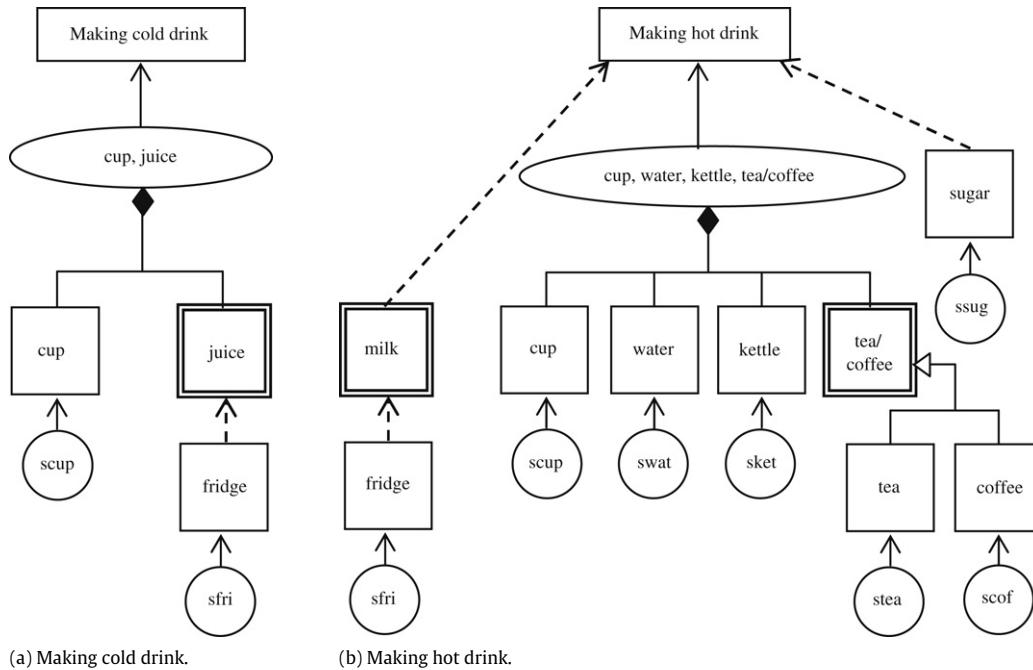 Making cold drink
cup, juice
cup
juice
scup
fridge
sfri
(a) Making cold drink.
Making hot drink
cup, water, kettle, tea/coffee
sugar
ssug
milk
cup
water
kettle
tea/
coffee
fridge
scup
swat
sket
tea
coffee
sfri
stea
scof
(b) Making hot drink.